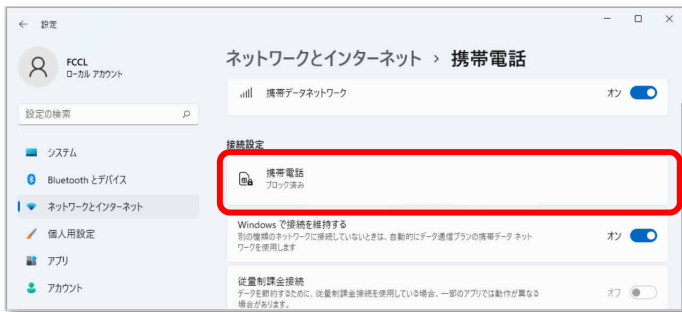 ← 設定
FCCL
ローカル アカウント
設定の検索
システム
Bluetooth とデバイス
ネットワークとインターネット
個人用設定
アプリ
アカウント
ネットワークとインターネット › 携帯電話
携帯データネットワーク
オン
接続設定
携帯電話
ブロック済み
Windows で接続を維持する
別の種類のネットワークに接続していないときは、自動的にデータ通信プランの携帯データ ネット
ワークを使用します
オン
従量制課金接続
データを節約するために、従量制課金接続を使用している場合、一部のアプリでは動作が異なる
場合があります。
オフ